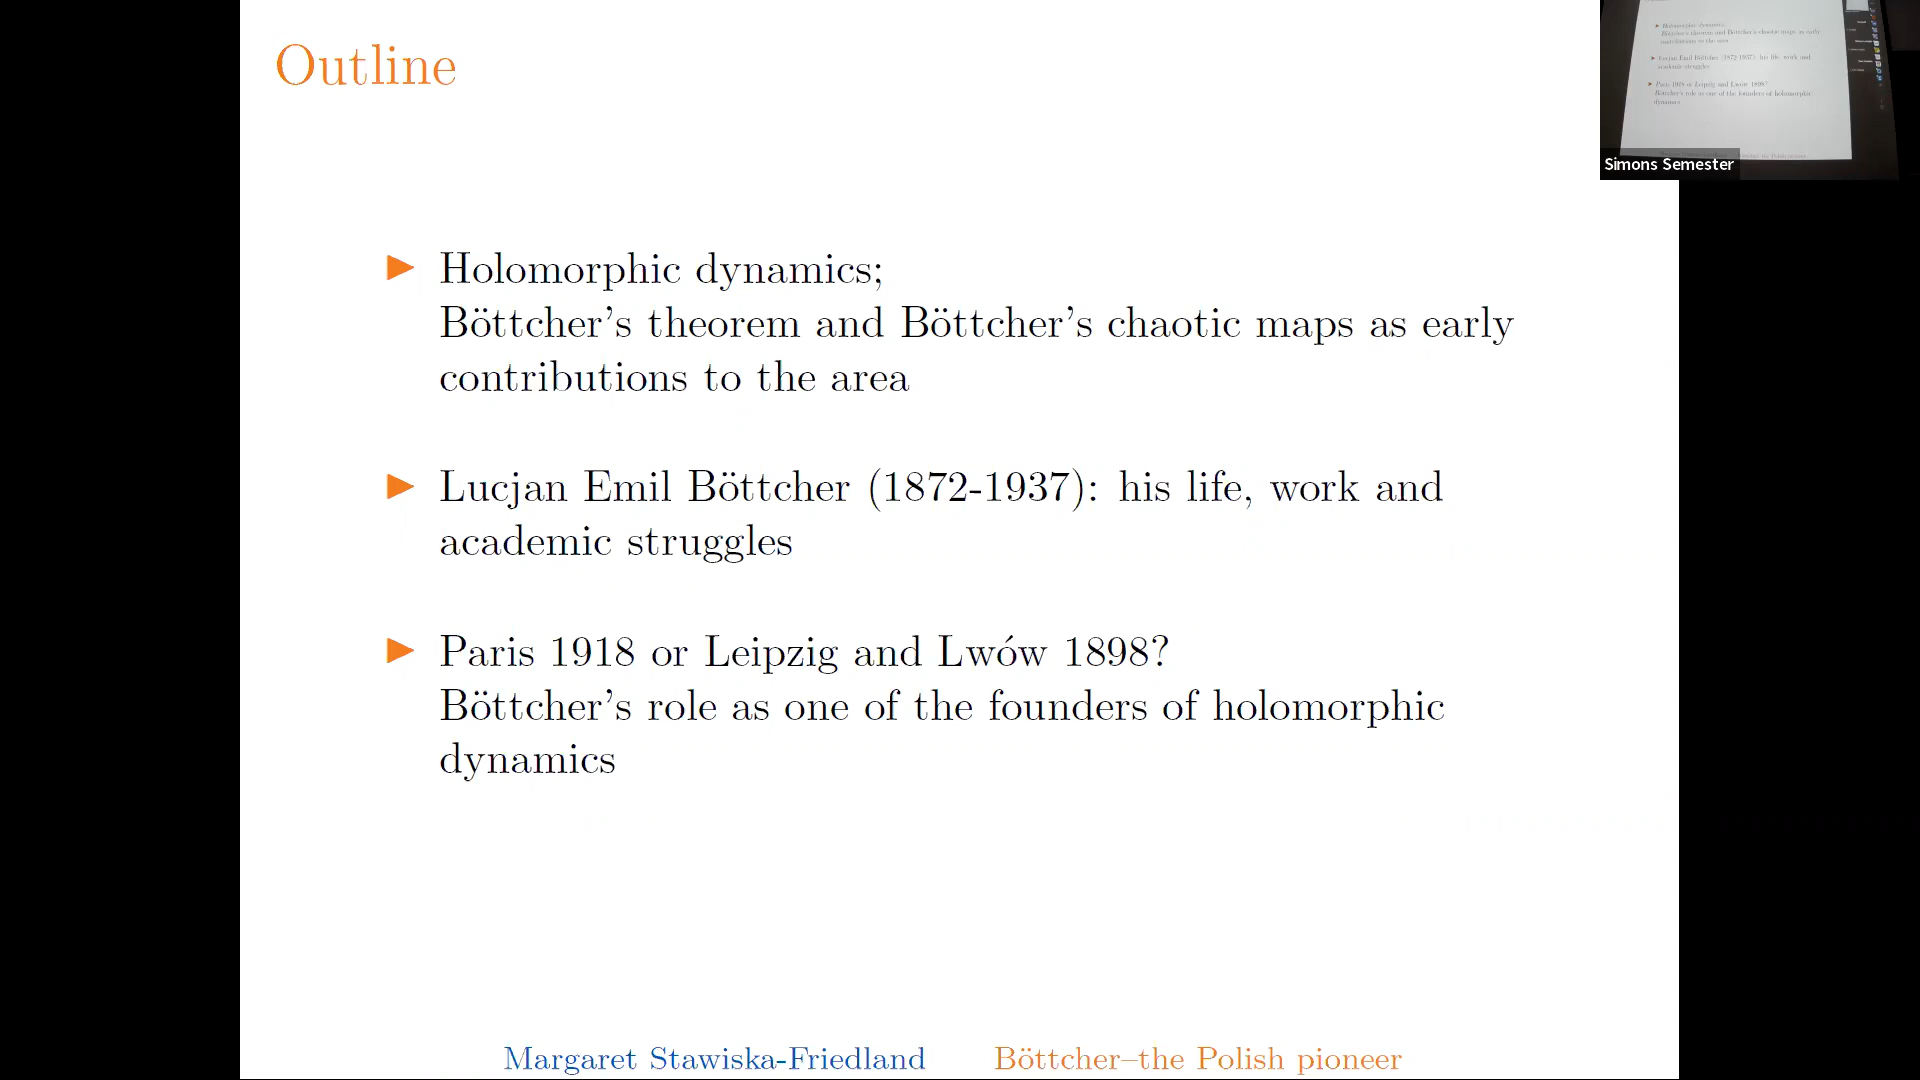 Outline
Simons Semester
▶ Holomorphic dynamics;
Böttcher's theorem and Böttcher's chaotic maps as early
contributions to the area
▶ Lucjan Emil Böttcher (1872-1937): his life, work and
academic struggles
▶ Paris 1918 or Leipzig and Lwów 1898?
Böttcher's role as one of the founders of holomorphic
dynamics
Margaret Stawiska-Friedland Böttcher–the Polish pioneer